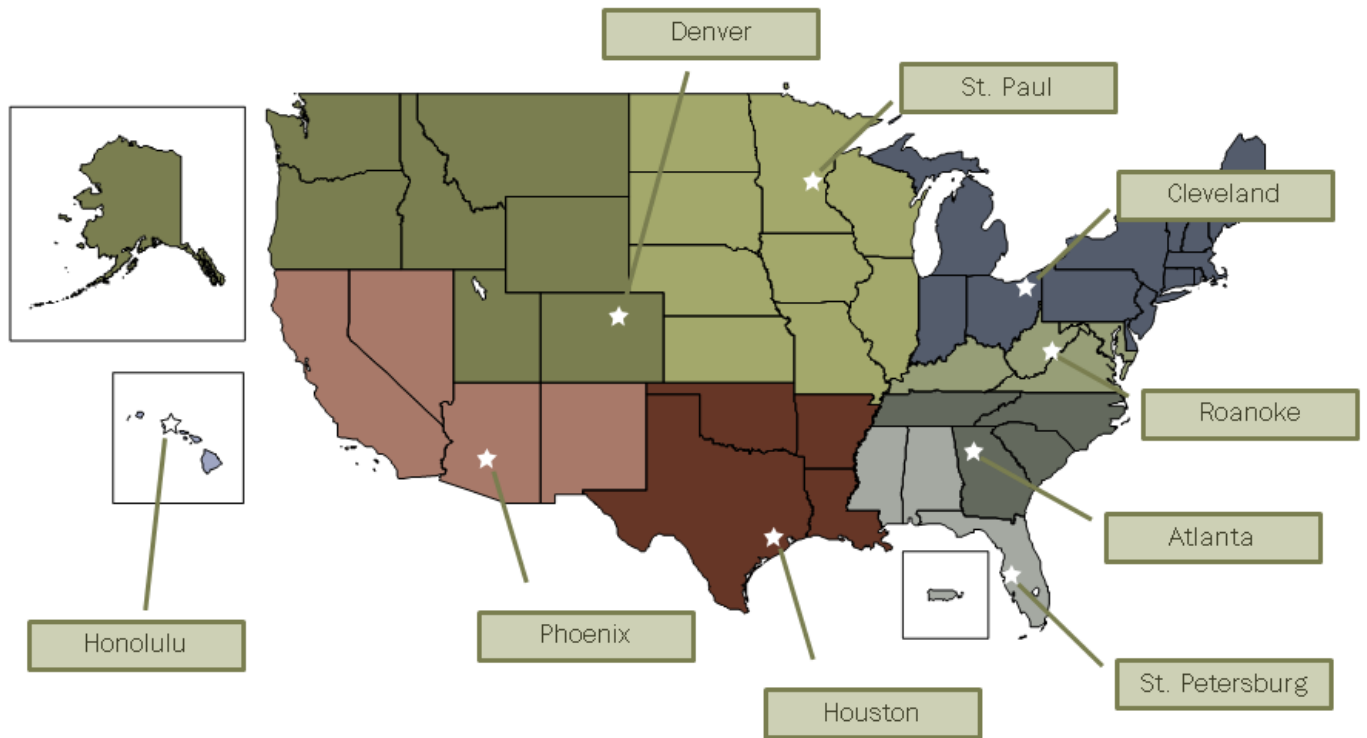 Denver
St. Paul
Cleveland
Roanoke
Atlanta
St. Petersburg
Houston
Phoenix
Honolulu